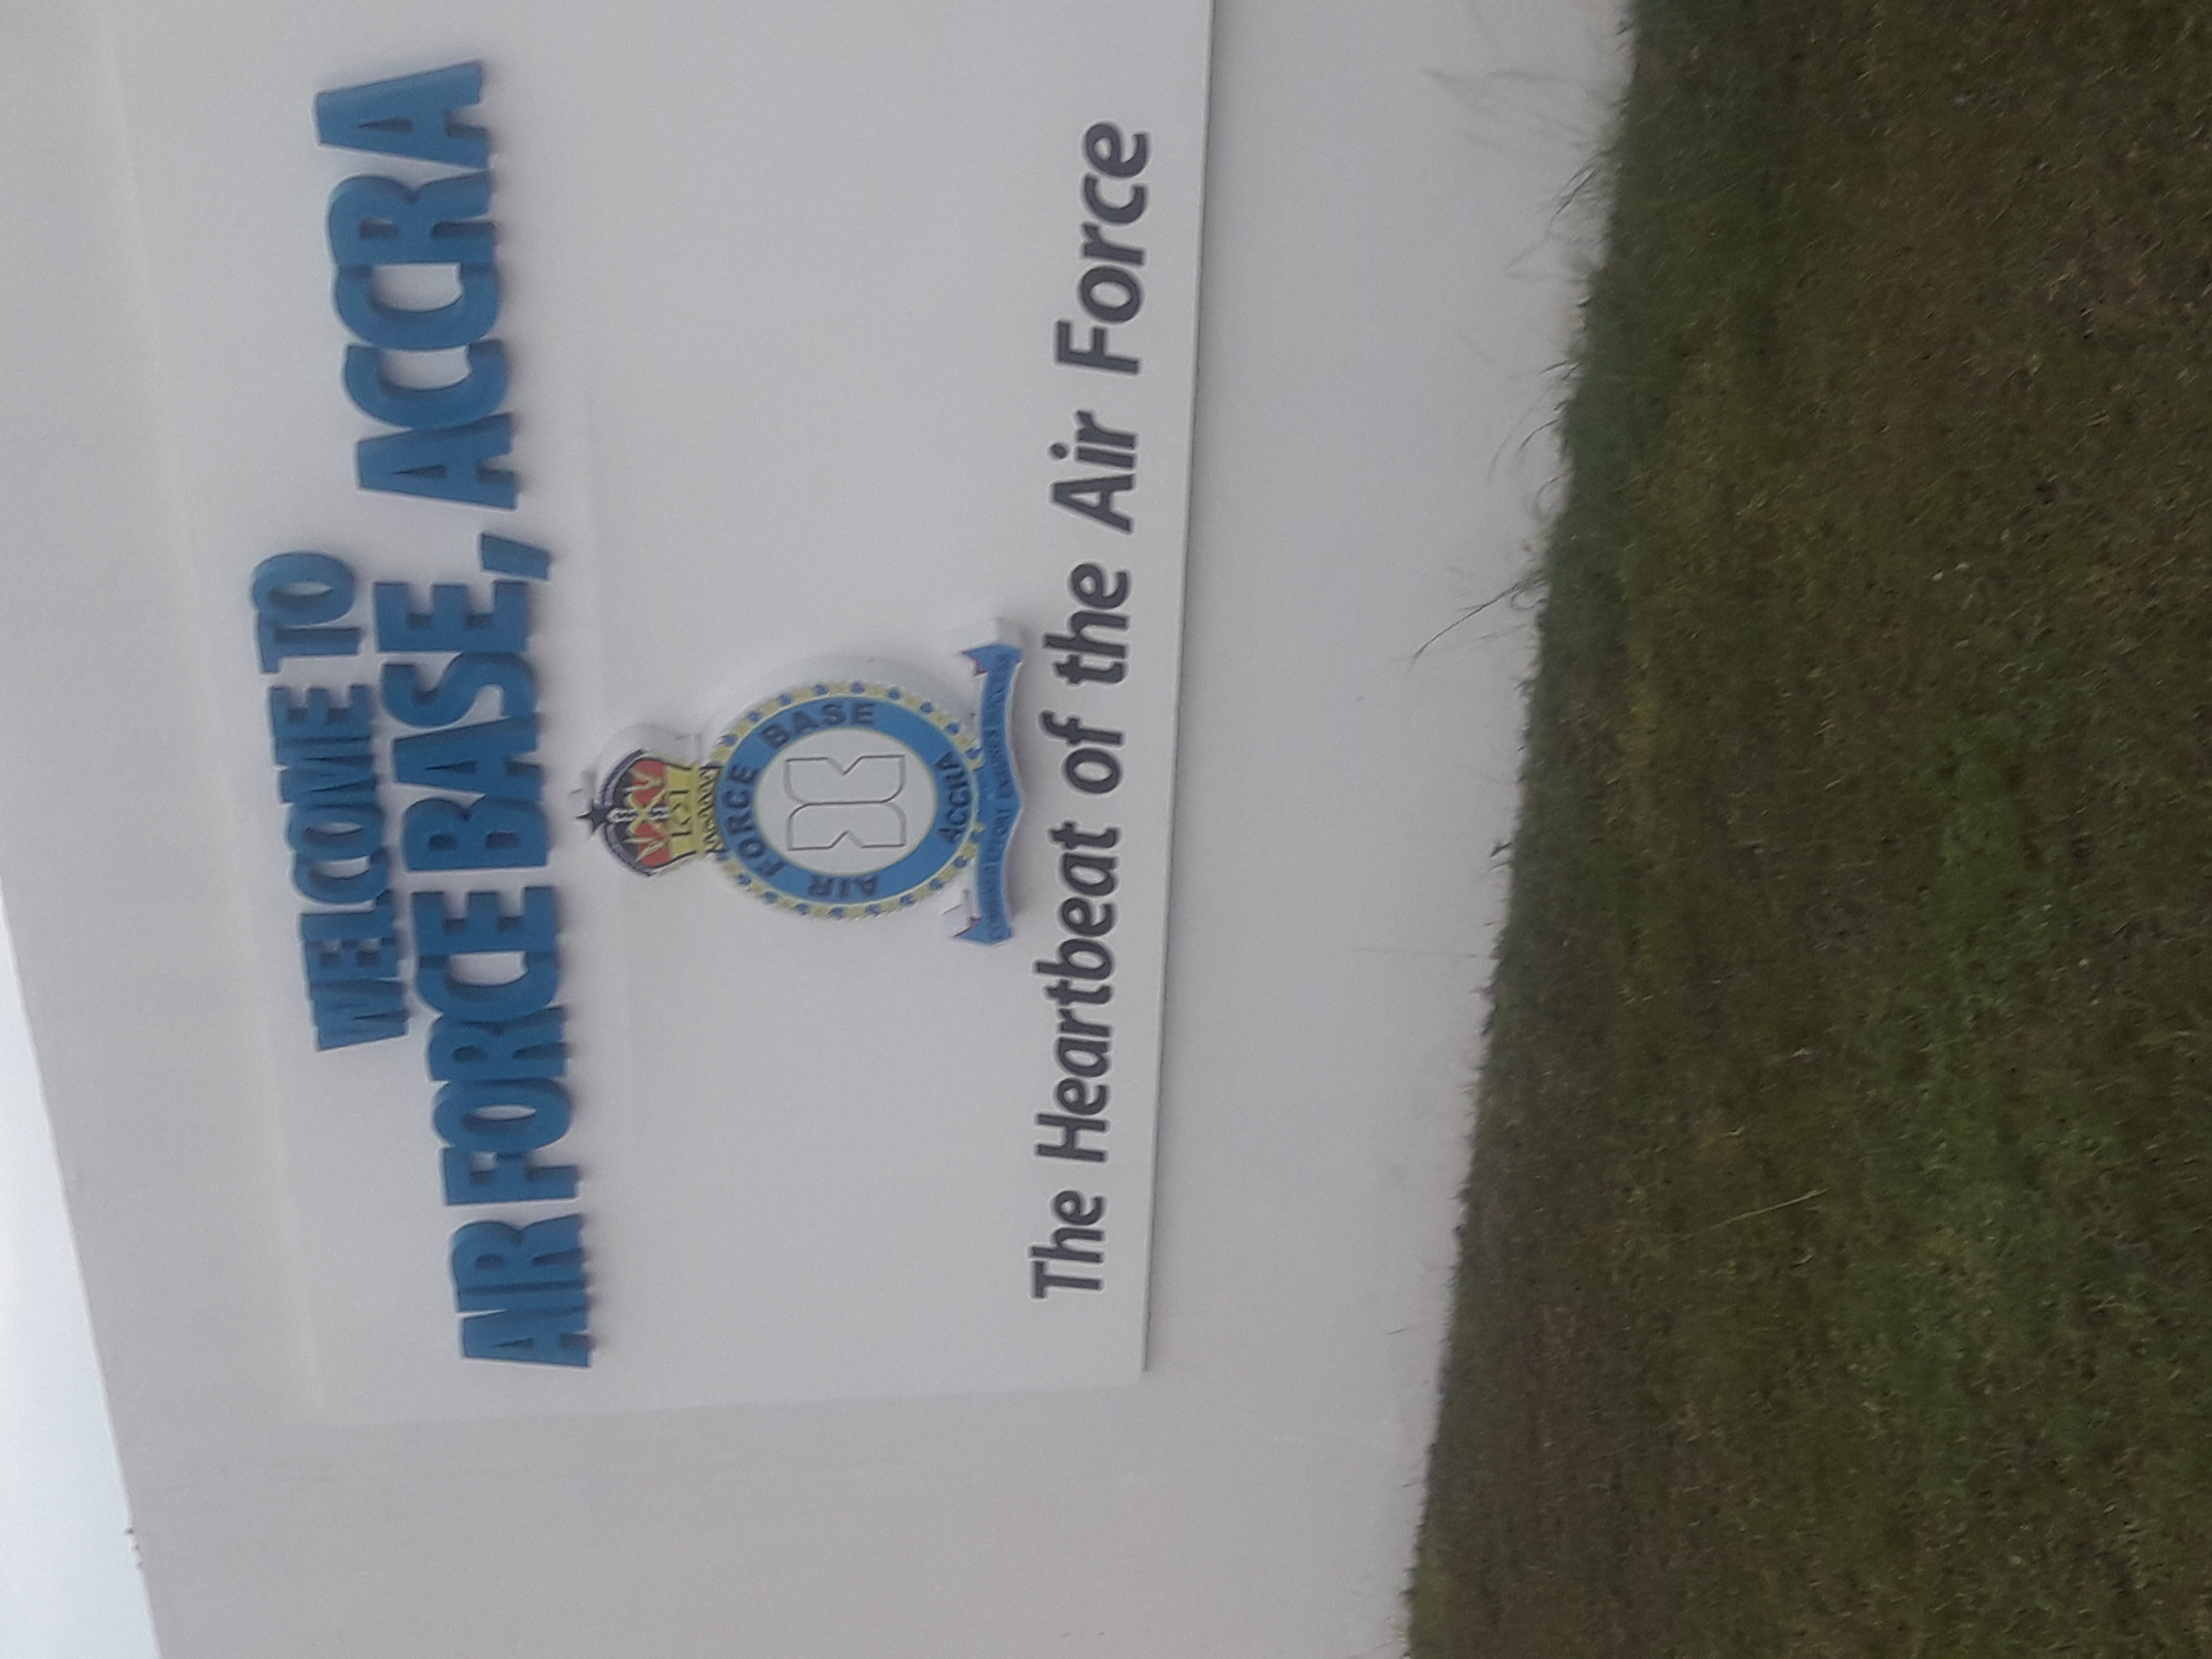 WELCOME TO
AIR FORCE BASE, ACCRA
AIR FORCE BASE
ACCRA
The Heartbeat of the Air Force